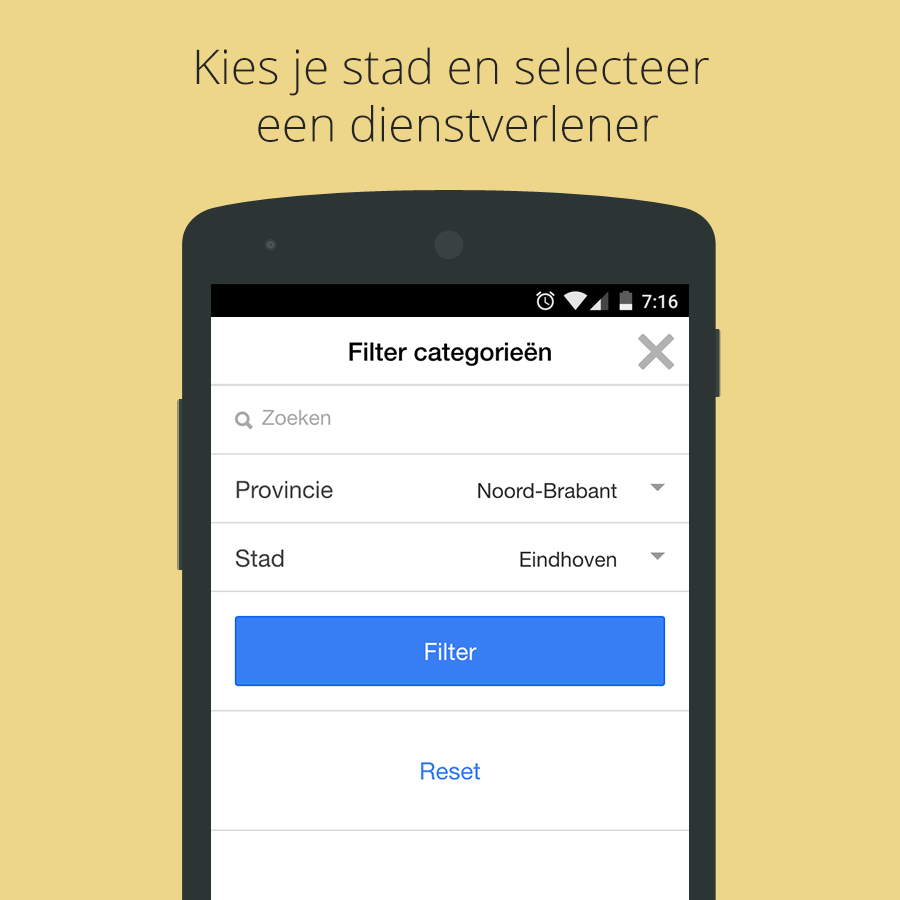 Kies je stad en selecteer
een dienstverlener
7:16
Filter categorieën
Zoeken
Provincie Noord-Brabant
Stad Eindhoven
Filter
Reset